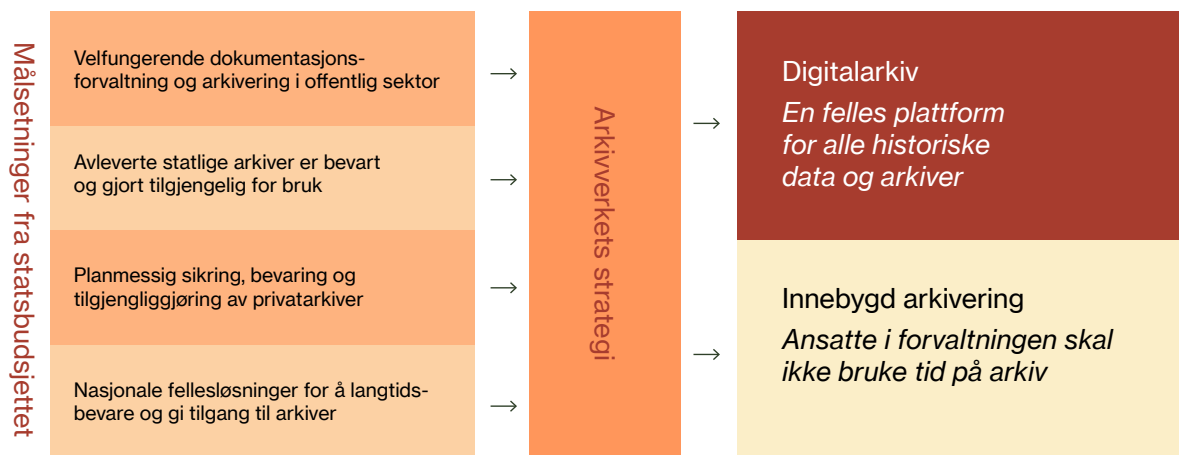 Målsetninger fra statsbudsjettet
Velfungerende dokumentasjons-
forvaltning og arkivering i offentlig sektor
Avleverte statlige arkiver er bevart
og gjort tilgjengelig for bruk
Planmessig sikring, bevaring og
tilgjengliggjøring av privatarkiver
Nasjonale fellesløsninger for å langtids-
bevare og gi tilgang til arkiver
Arkivverkets strategi
Digitalarkiv
En felles plattform
for alle historiske
data og arkiver
Innebygd arkivering
Ansatte i forvaltningen skal
ikke bruke tid på arkiv